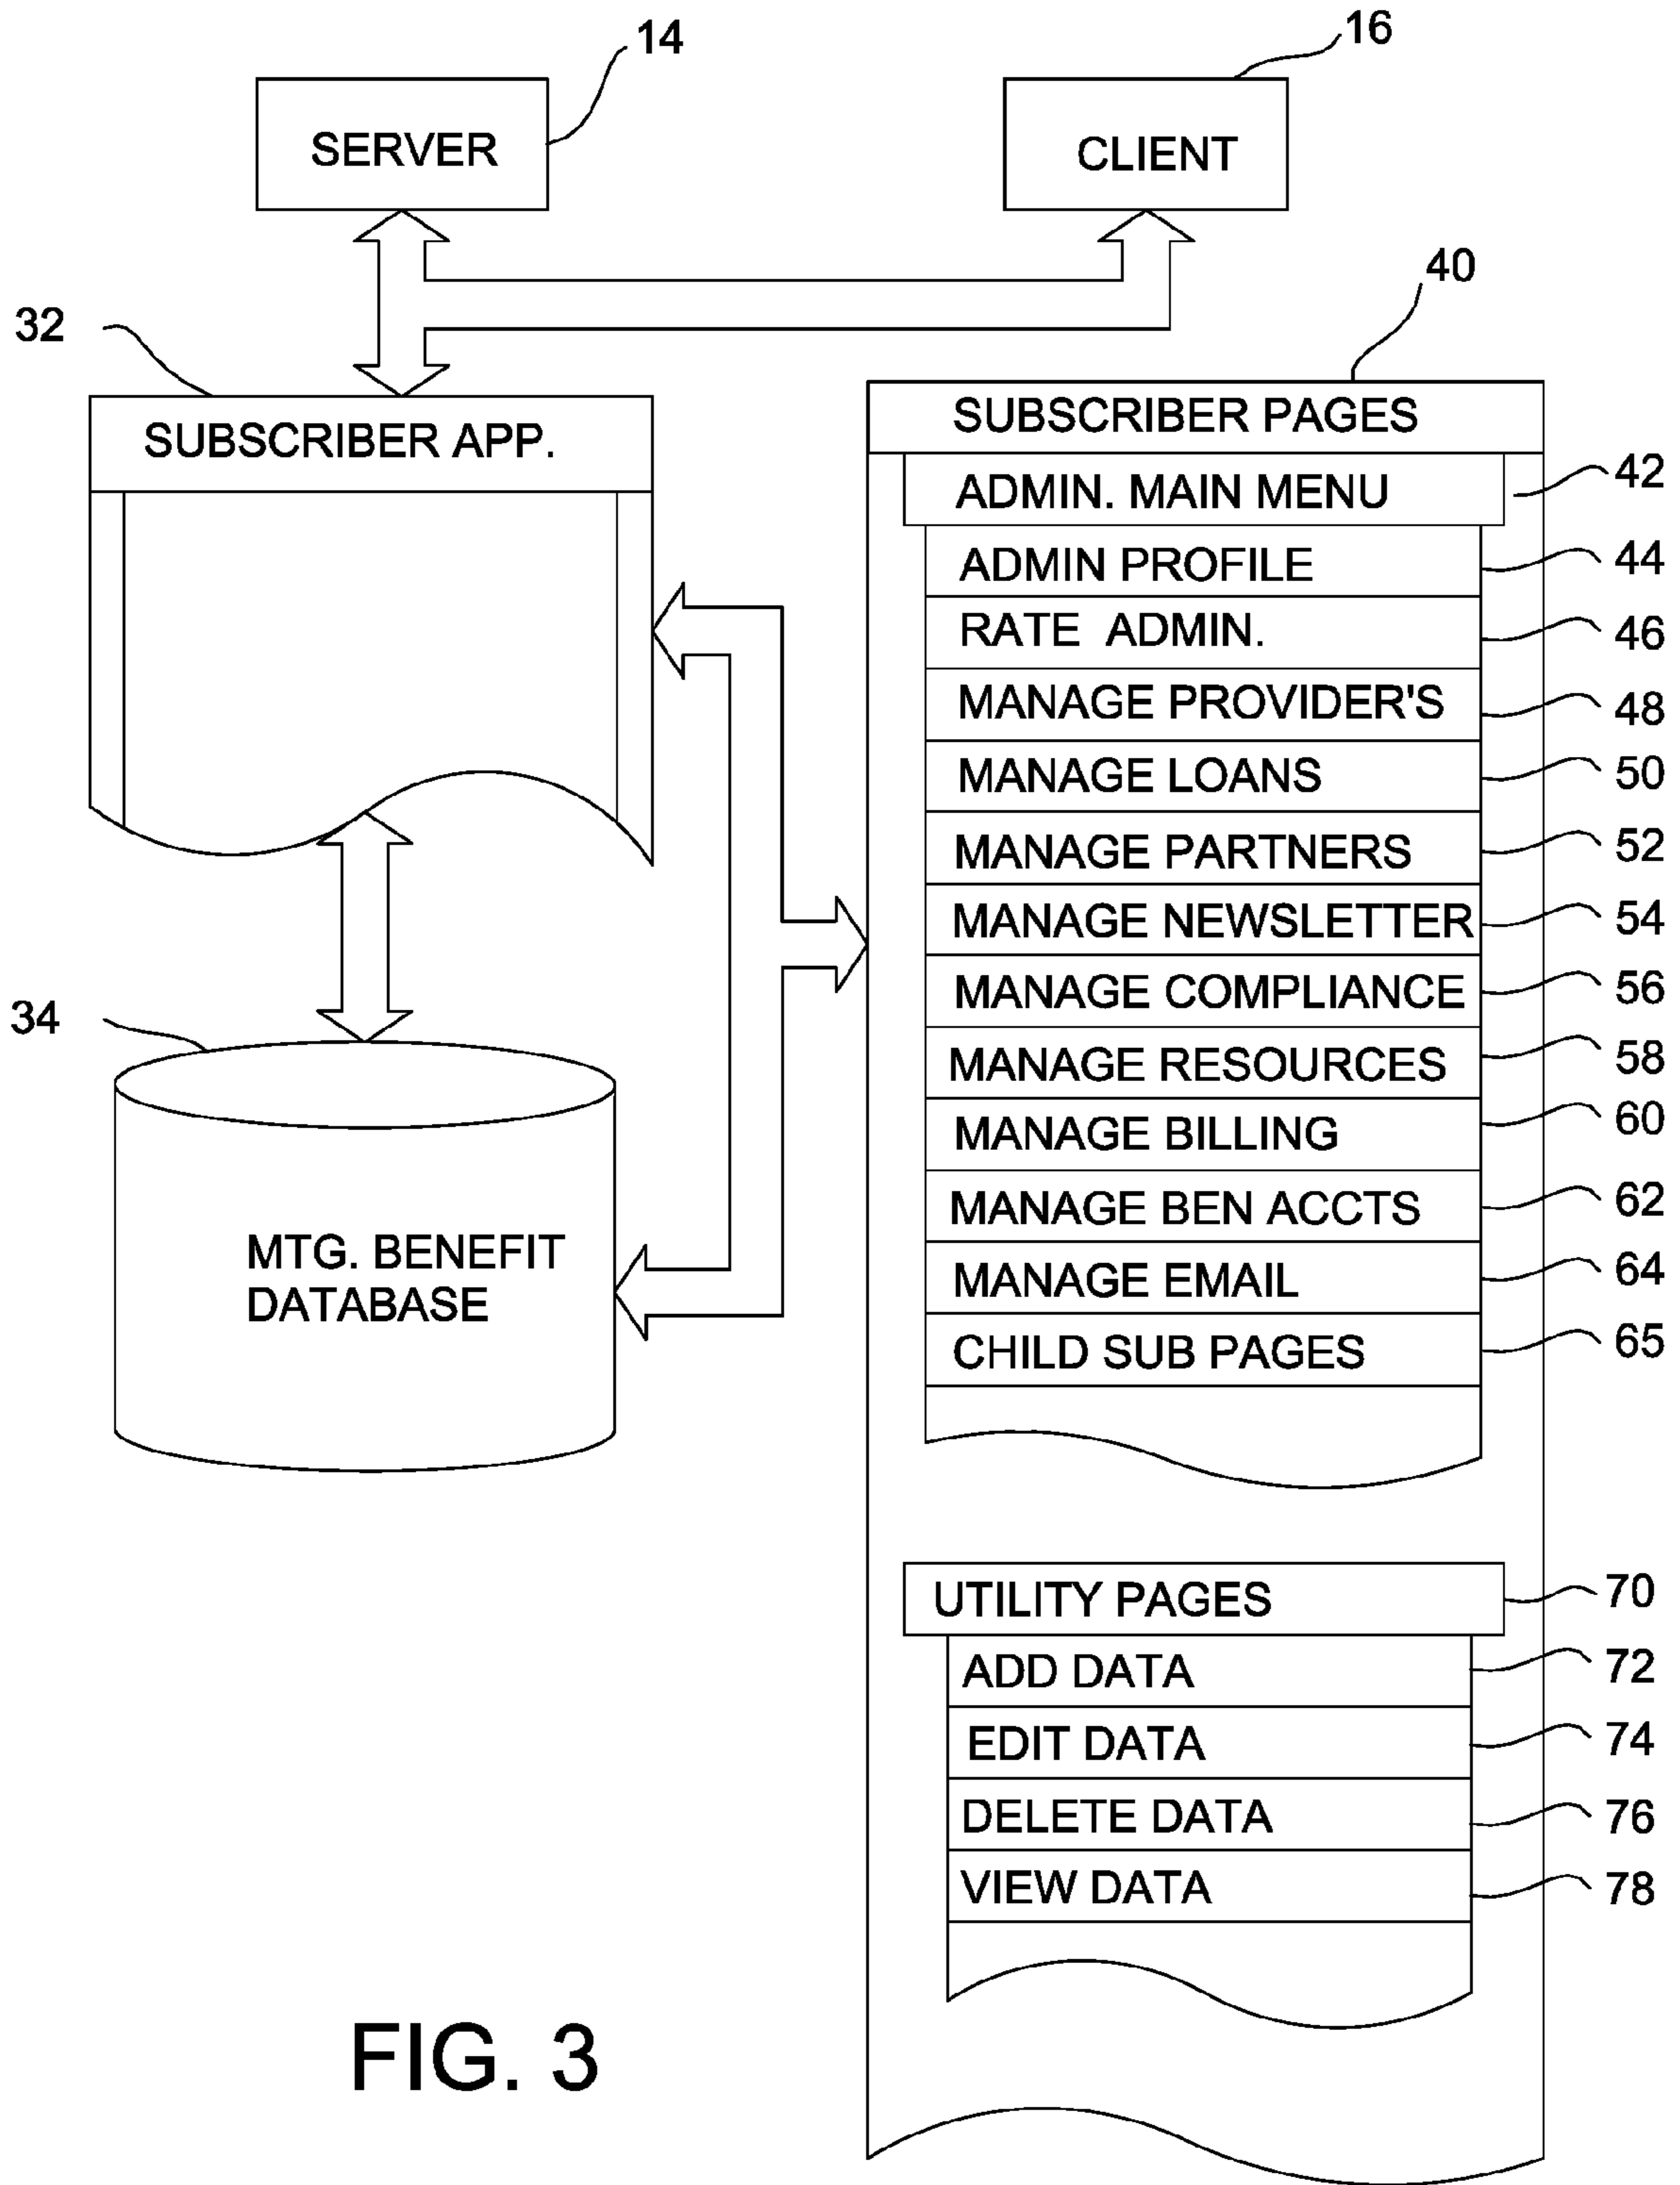 14
16
SERVER
CLIENT
40
32
SUBSCRIBER APP.
SUBSCRIBER PAGES
ADMIN. MAIN MENU
42
ADMIN PROFILE
44
RATE ADMIN.
46
MANAGE PROVIDER'S
48
MANAGE LOANS
50
MANAGE PARTNERS
52
MANAGE NEWSLETTER
54
MANAGE COMPLIANCE
56
MANAGE RESOURCES
58
MANAGE BILLING
60
MANAGE BEN ACCTS
62
MANAGE EMAIL
64
CHILD SUB PAGES
65
34
MTG. BENEFIT
DATABASE
UTILITY PAGES
70
ADD DATA
72
EDIT DATA
74
DELETE DATA
76
VIEW DATA
78
FIG. 3